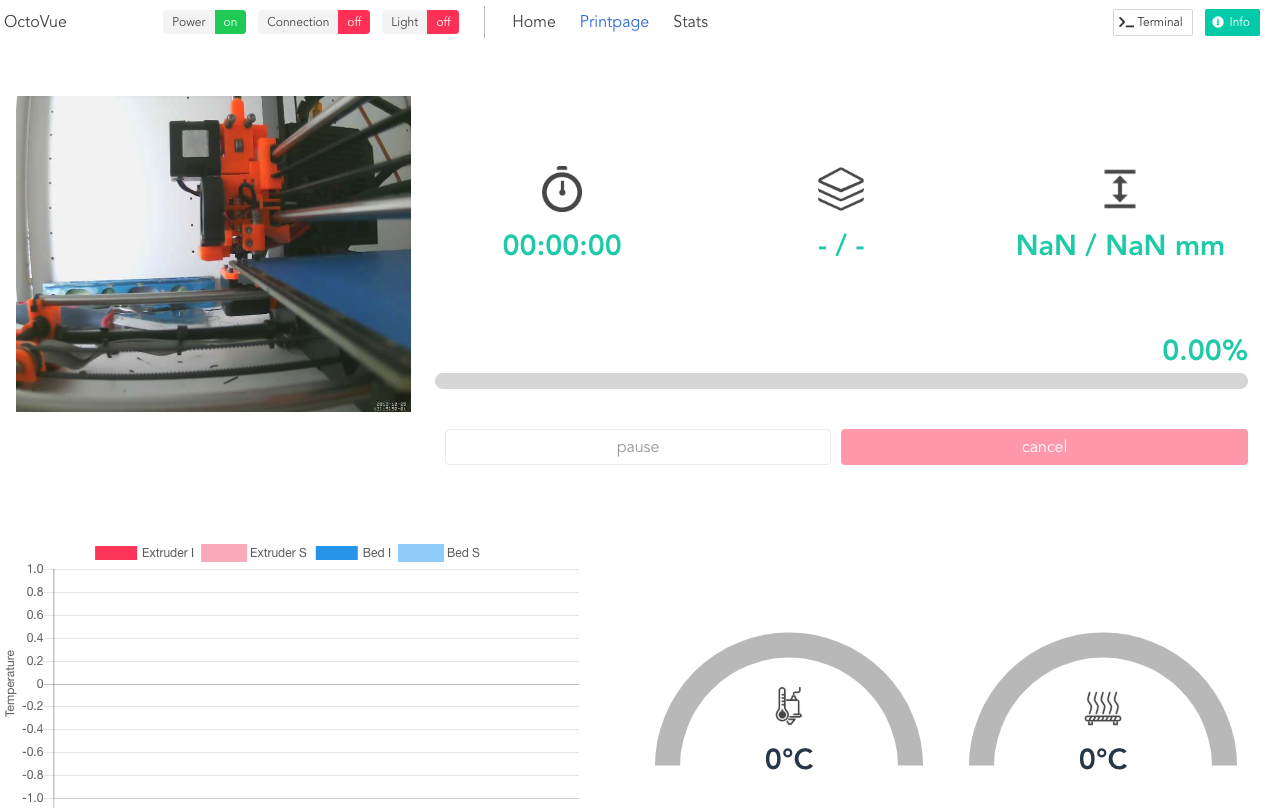 OctoVue Power on Connection off Light off Home Printpage Stats Terminal Info
00:00:00 - / - NaN / NaN mm
0.00%
pause cancel
Extruder I Extruder S Bed I Bed S
1.0
0.8
0.6
0.4
0.2
0
-0.2
-0.4
-0.6
-0.8
-1.0
Temperature
0°C 0°C